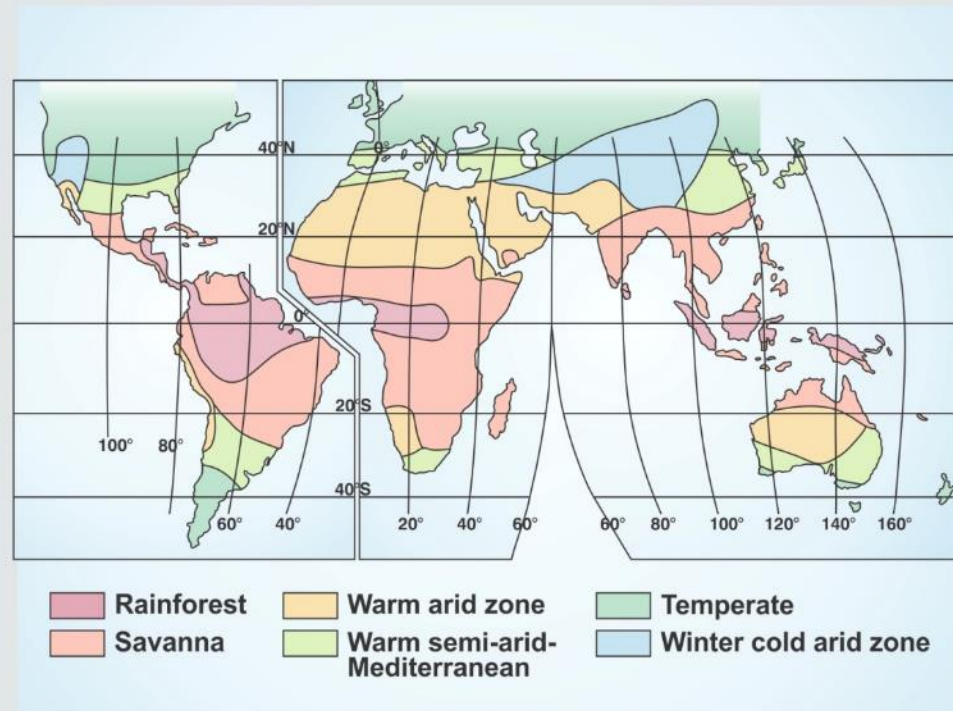 40°N
0°
20°N
0°
20°S
100° 80°
40°S
60° 40° 20° 40° 60° 60° 80° 100° 120° 140° 160°
Rainforest
Savanna
Warm arid zone
Warm semi-arid-
Mediterranean
Temperate
Winter cold arid zone